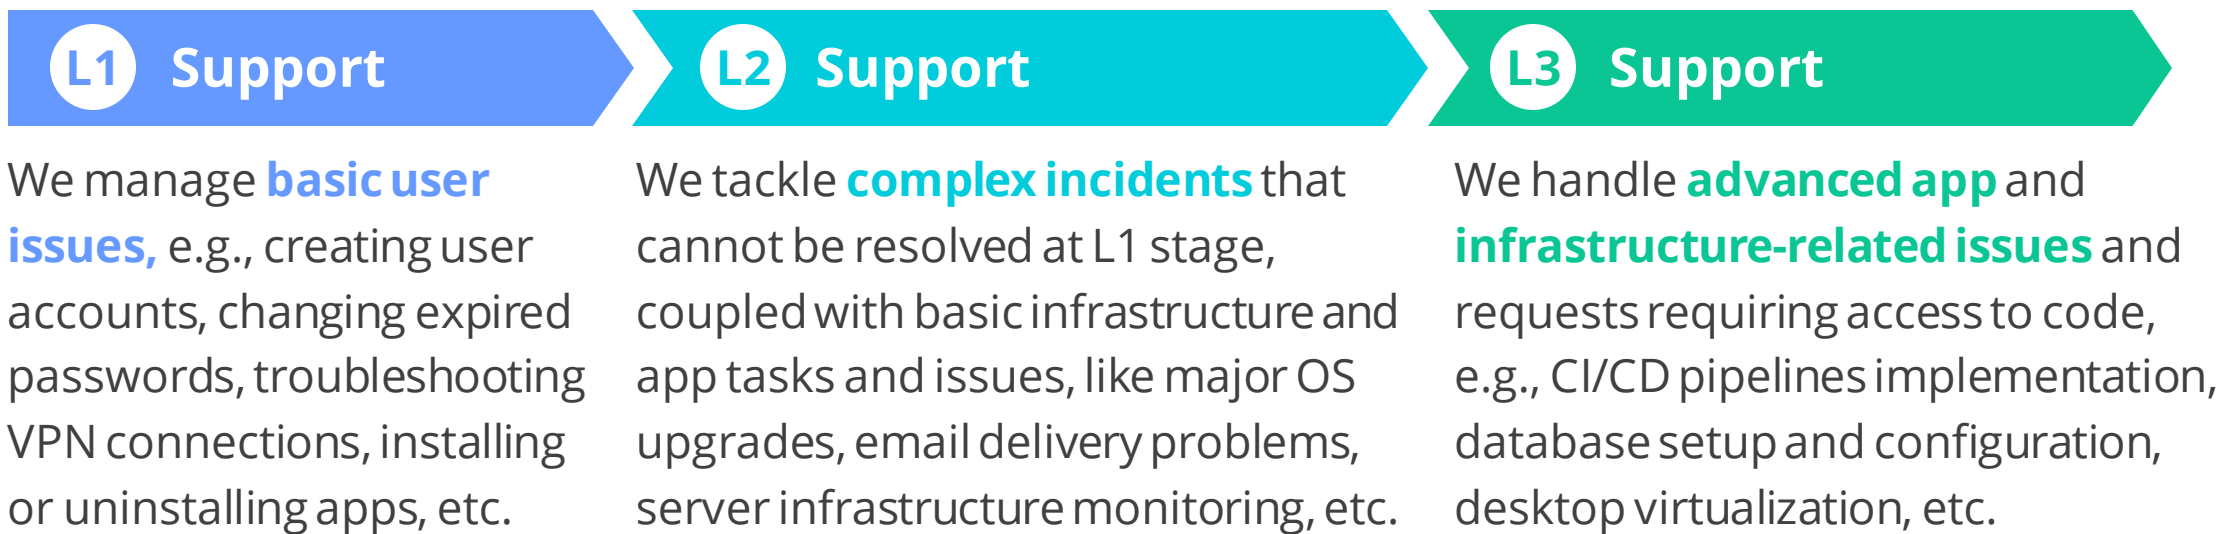 L1 Support
L2 Support
L3 Support
We manage basic user
issues, e.g., creating user
accounts, changing expired
passwords, troubleshooting
VPN connections, installing
or uninstalling apps, etc.
We tackle complex incidents that
cannot be resolved at L1 stage,
coupled with basic infrastructure and
app tasks and issues, like major OS
upgrades, email delivery problems,
server infrastructure monitoring, etc.
We handle advanced app and
infrastructure-related issues and
requests requiring access to code,
e.g., CI/CD pipelines implementation,
database setup and configuration,
desktop virtualization, etc.